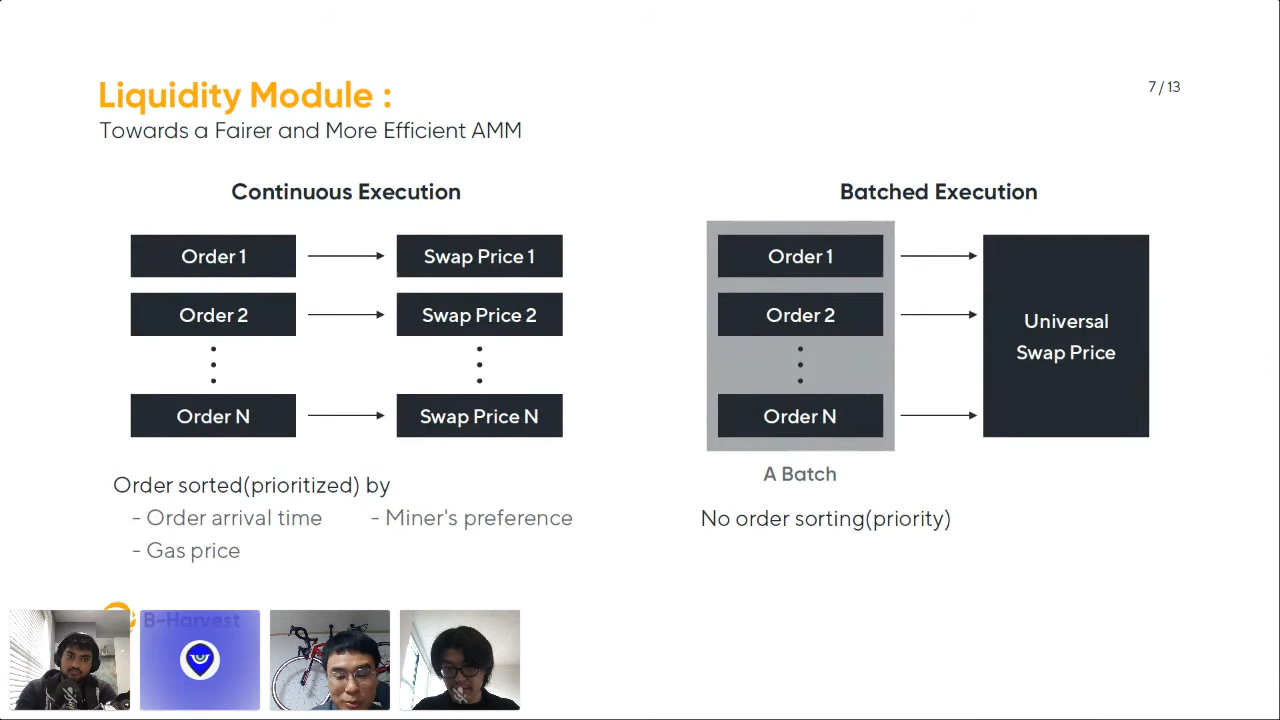 Liquidity Module :
7 / 13
Towards a Fairer and More Efficient AMM
Continuous Execution
Order 1
Swap Price 1
Order 2
Swap Price 2
Order N
Swap Price N
Order sorted(prioritized) by
- Order arrival time
- Miner's preference
- Gas price
Batched Execution
Order 1
Order 2
Order N
Universal
Swap Price
A Batch
No order sorting(priority)
B-Harvest